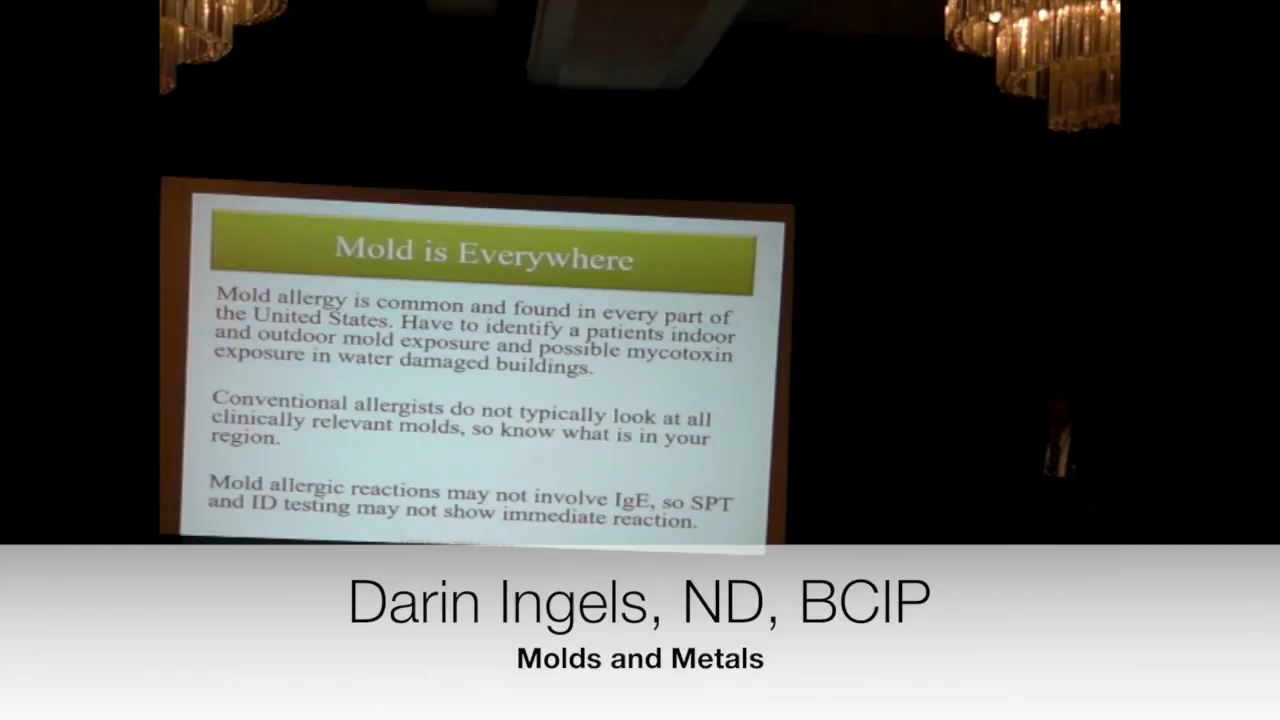 Mold is Everywhere
Mold allergy is common and found in every part of
the United States. Have to identify a patients indoor
and outdoor mold exposure and possible mycotoxin
exposure in water damaged buildings.
Conventional allergists do not typically look at all
clinically relevant molds, so know what is in your
region.
Mold allergic reactions may not involve IgE, so SPT
and ID testing may not show immediate reaction.
Darin Ingels, ND, BCIP
Molds and Metals